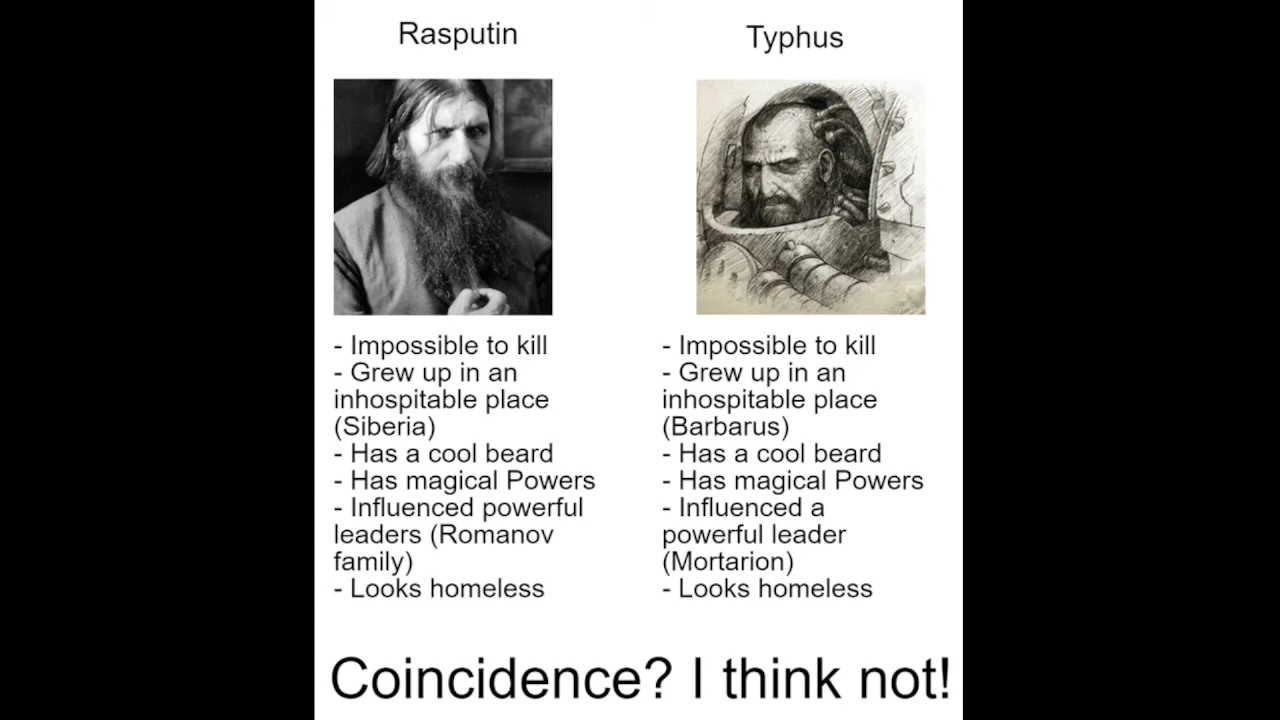 Rasputin
Typhus
- Impossible to kill
- Grew up in an
inhospitable place
(Siberia)
- Has a cool beard
- Has magical Powers
- Influenced powerful
leaders (Romanov
family)
- Looks homeless
- Impossible to kill
- Grew up in an
inhospitable place
(Barbarus)
- Has a cool beard
- Has magical Powers
- Influenced a
powerful leader
(Mortarion)
- Looks homeless
Coincidence? I think not!